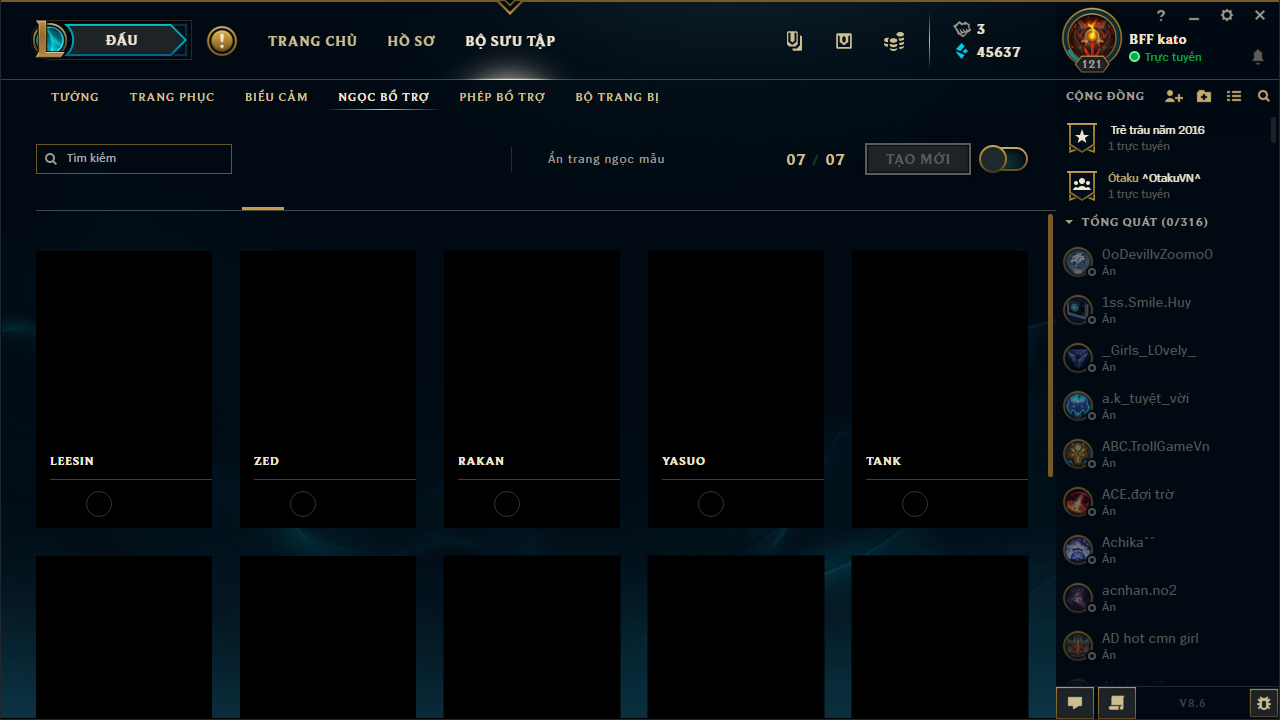 ĐẤU
!
TRANG CHỦ
HỒ SƠ
BỘ SƯU TẬP
3
45637
?
121
BFF kato
Trực tuyến
TƯỚNG
TRANG PHỤC
BIỂU CẢM
NGỌC BỔ TRỢ
PHÉP BỔ TRỢ
BỘ TRANG BỊ
CỘNG ĐỒNG
Tìm kiếm
Ẩn trang ngọc mẫu
07 / 07
TẠO MỚI
Trẻ trâu năm 2016
1 trực tuyến
Ótaku ^OtakuVN^
1 trực tuyến
TỔNG QUÁT (0/316)
0oDevillvZoomo0
Ẩn
1ss.Smile.Huy
Ẩn
_Girls_L0vely_
Ẩn
a.k_tuyệt_vời
Ẩn
ABC.TrollGameVn
Ẩn
ACE.đợi trờ
Ẩn
Achika^^
Ẩn
acnhan.no2
Ẩn
AD hot cmn girl
Ẩn
LEESIN
ZED
RAKAN
YASUO
TANK
V8.6